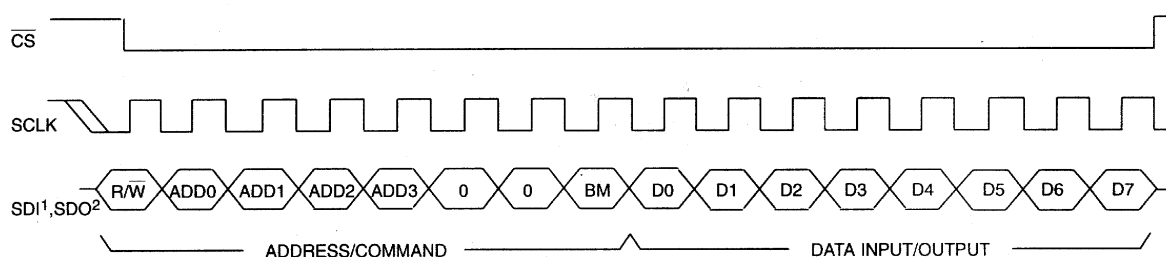 C̅S̅
SCLK
SDI¹,SDO²
R/W̅ ADD0 ADD1 ADD2 ADD3 0 0 BM D0 D1 D2 D3 D4 D5 D6 D7
ADDRESS/COMMAND DATA INPUT/OUTPUT